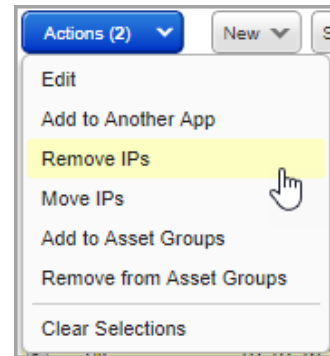 Actions (2)
New
Edit
Add to Another App
Remove IPs
Move IPs
Add to Asset Groups
Remove from Asset Groups
Clear Selections